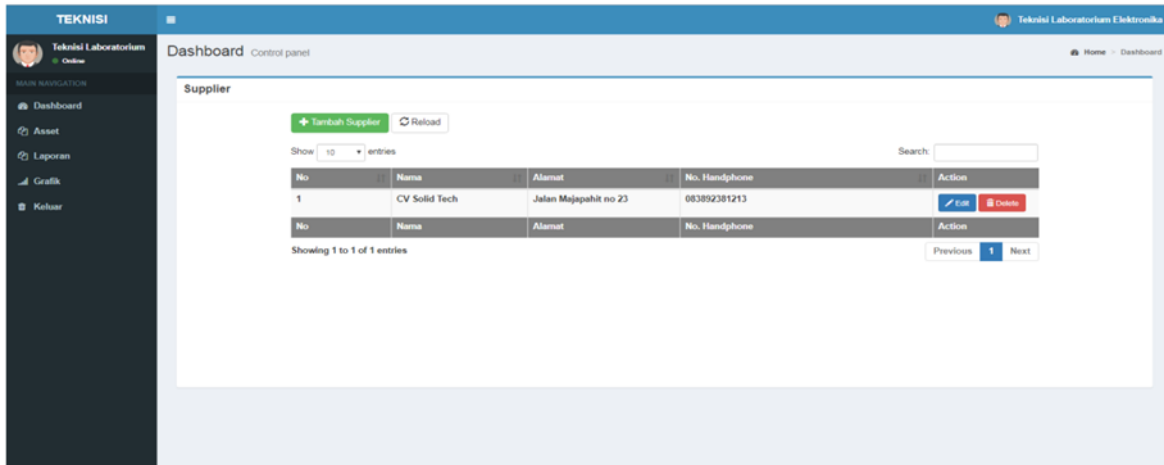 TEKNISI
Teknisi Laboratorium Elektronika
Teknisi Laboratorium
Online
Dashboard Control panel
Home > Dashboard
MAIN NAVIGATION
Dashboard
Asset
Laporan
Grafik
Keluar
Supplier
Tambah Supplier Reload
Show 10 entries Search:
No Nama Alamat No. Handphone Action
1 CV Solid Tech Jalan Majapahit no 23 083892381213 Edit Delete
No Nama Alamat No. Handphone Action
Showing 1 to 1 of 1 entries Previous 1 Next